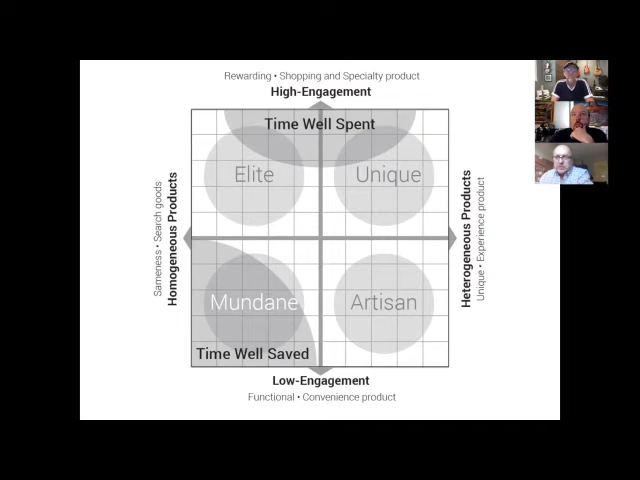 Rewarding • Shopping and Specialty product
High-Engagement
Time Well Spent
Elite
Unique
Sameness • Search goods
Homogeneous Products
Heterogeneous Products
Unique • Experience product
Mundane
Artisan
Time Well Saved
Low-Engagement
Functional • Convenience product